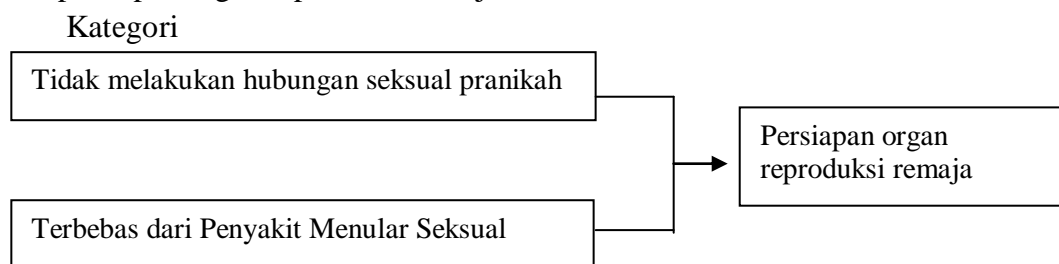 Kategori
Tidak melakukan hubungan seksual pranikah
Persiapan organ
reproduksi remaja
Terbebas dari Penyakit Menular Seksual